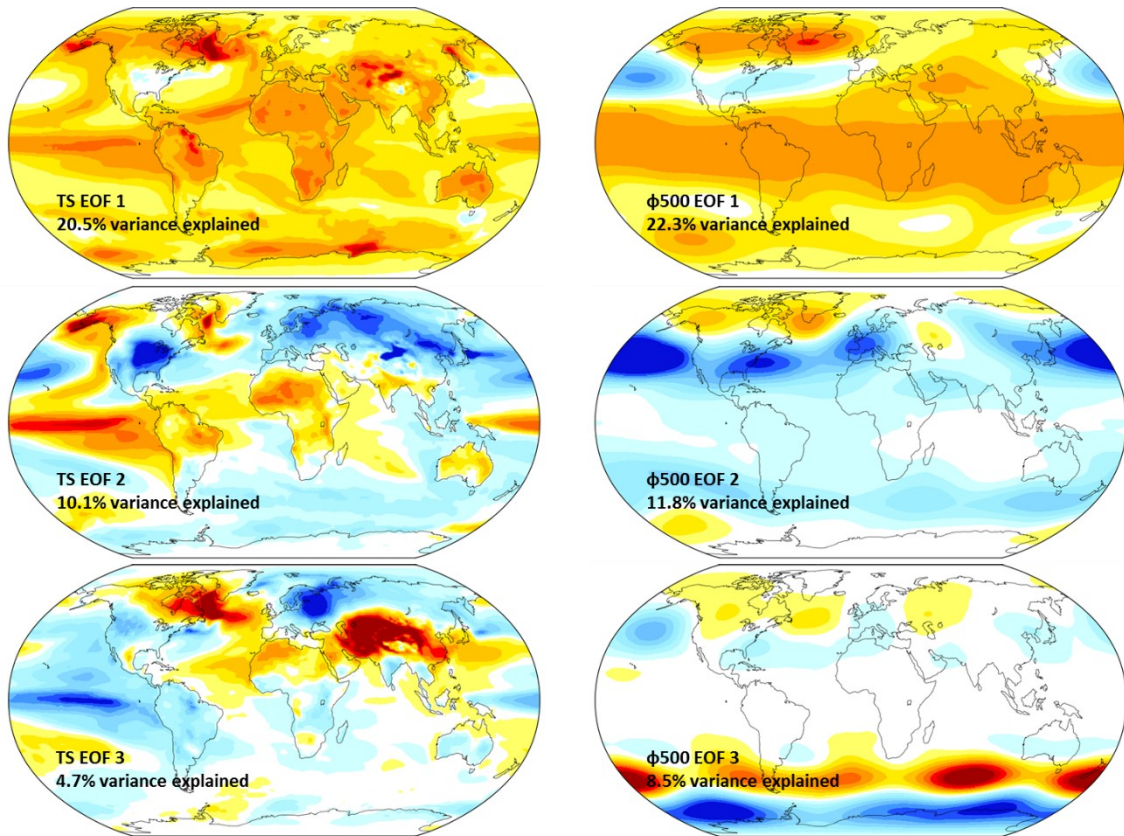 TS EOF 1
20.5% variance explained
ϕ500 EOF 1
22.3% variance explained
TS EOF 2
10.1% variance explained
ϕ500 EOF 2
11.8% variance explained
TS EOF 3
4.7% variance explained
ϕ500 EOF 3
8.5% variance explained